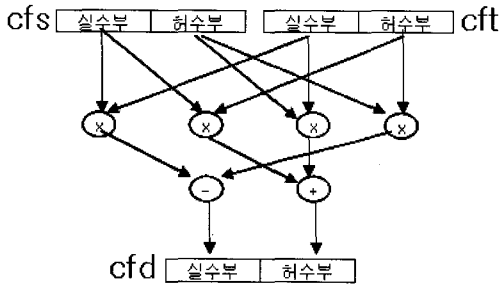 cfs 실수부 허수부 실수부 허수부 cft
x x x x
- +
cfd 실수부 허수부